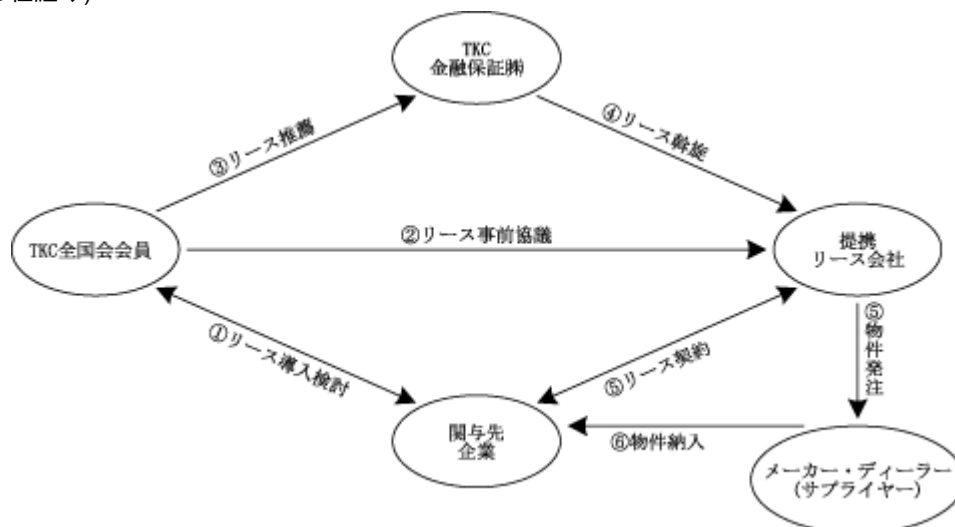 TKC
金融保証㈱
③リース推薦
④リース斡旋
TKC全国会会員
②リース事前協議
提携
リース会社
①リース導入検討
⑤リース契約
⑤物件発注
関与先
企業
⑥物件納入
メーカー・ディーラー
(サプライヤー)